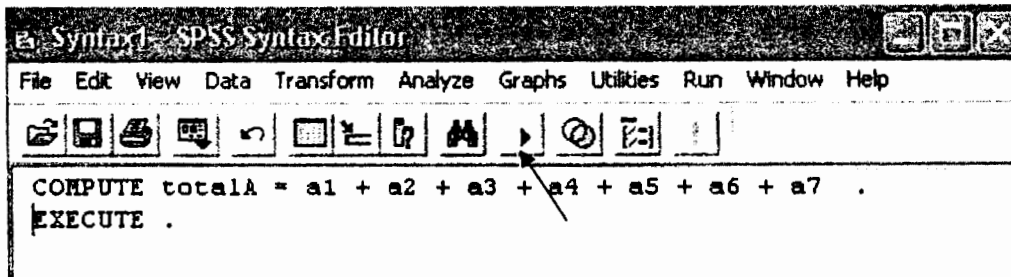 Syntax1 - SPSS Syntax Editor
File Edit View Data Transform Analyze Graphs Utilities Run Window Help
COMPUTE totalA = a1 + a2 + a3 + a4 + a5 + a6 + a7 .
EXECUTE .